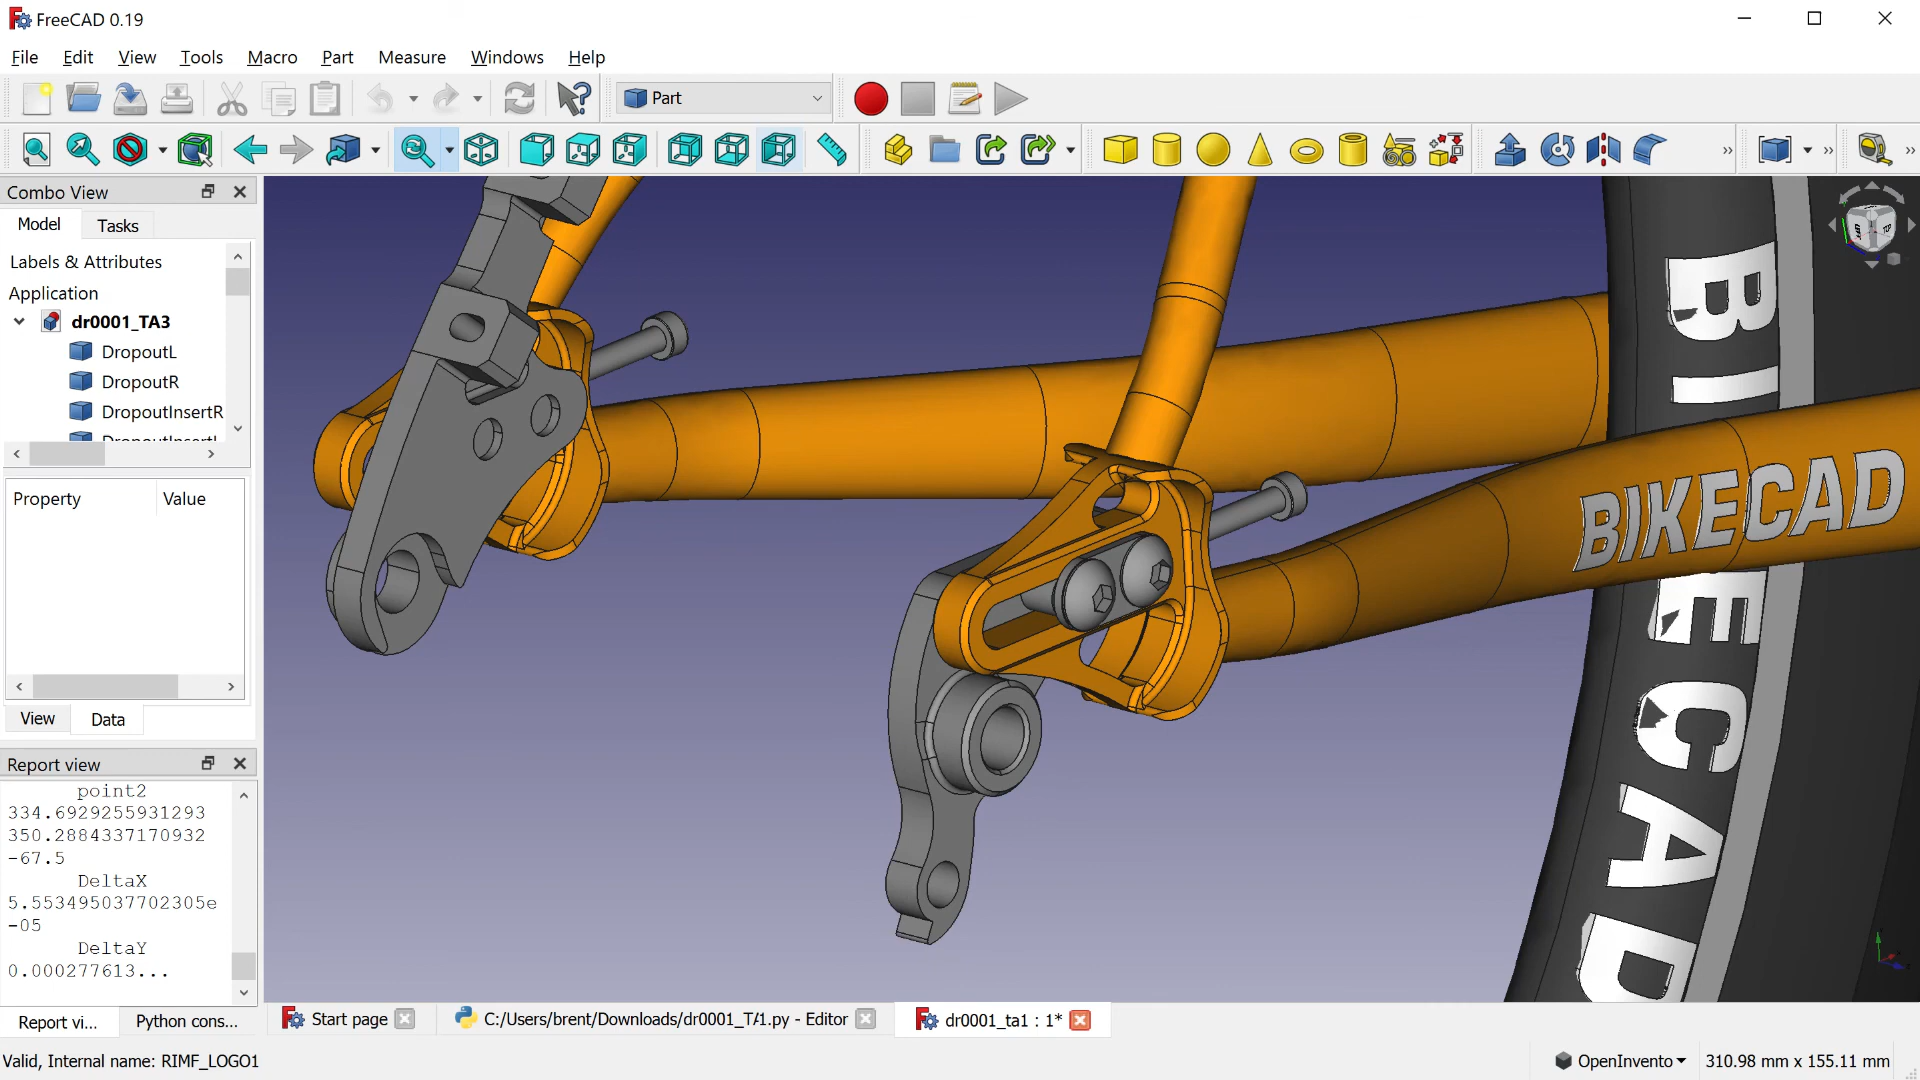 FreeCAD 0.19
File Edit View Tools Macro Part Measure Windows Help
Part
Combo View
Model Tasks
Labels & Attributes
Application
dr0001_TA3
DropoutL
DropoutR
DropoutInsertR
Property Value
View Data
Report view
point2
334.6929255931293
350.2884337170932
-67.5
DeltaX
5.553495037702305e
-05
DeltaY
0.000277613...
Report vi... Python cons...
BIKECAD
BIKECAD
TOP
Start page
C:/Users/brent/Downloads/dr0001_TA1.py - Editor
dr0001_ta1 : 1*
Valid, Internal name: RIMF_LOGO1
OpenInvento
310.98 mm x 155.11 mm